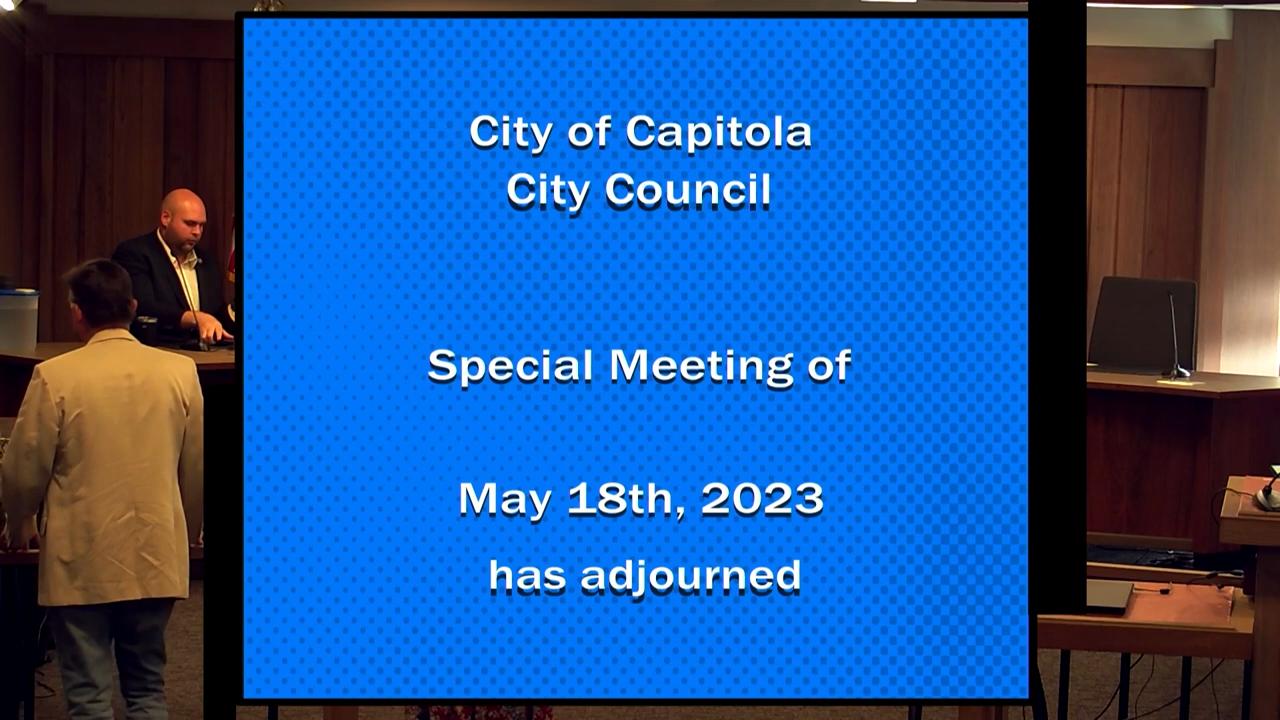 City of Capitola
City Council
Special Meeting of
May 18th, 2023
has adjourned